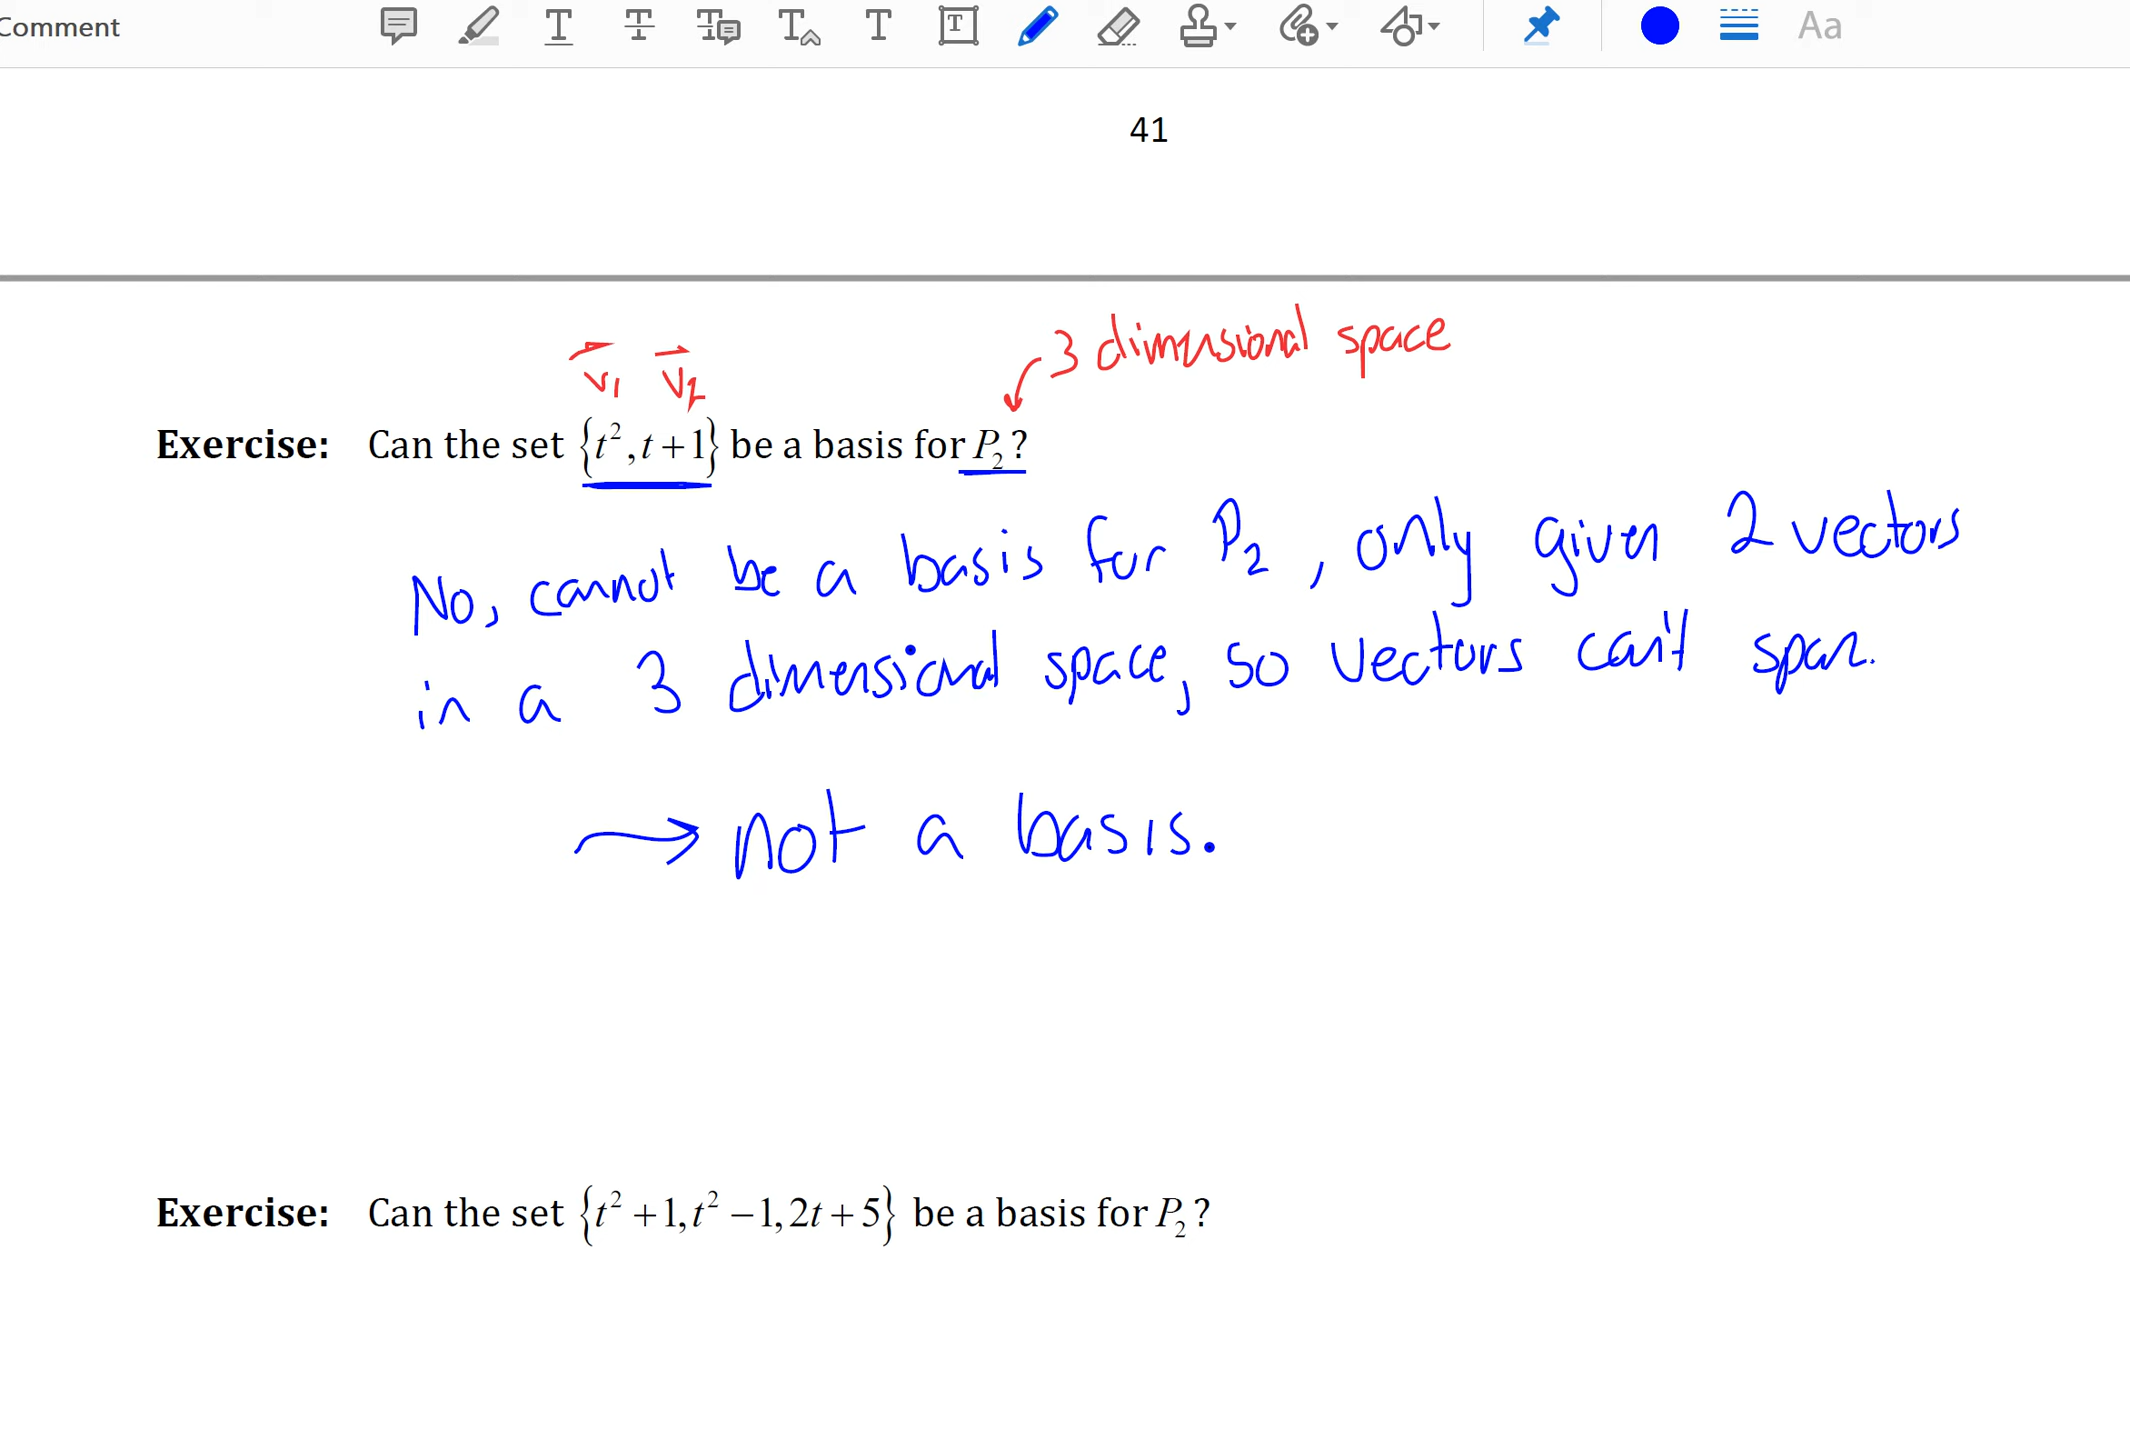 Comment
Aa
41
v₁ v₂ 3 dimensional space
Exercise: Can the set {t², t + 1} be a basis for P₂?
No, cannot be a basis for P₂, only given 2 vectors
in a 3 dimensional space, so vectors can't span.
→ not a basis.
Exercise: Can the set {t² + 1, t² − 1, 2t + 5} be a basis for P₂?